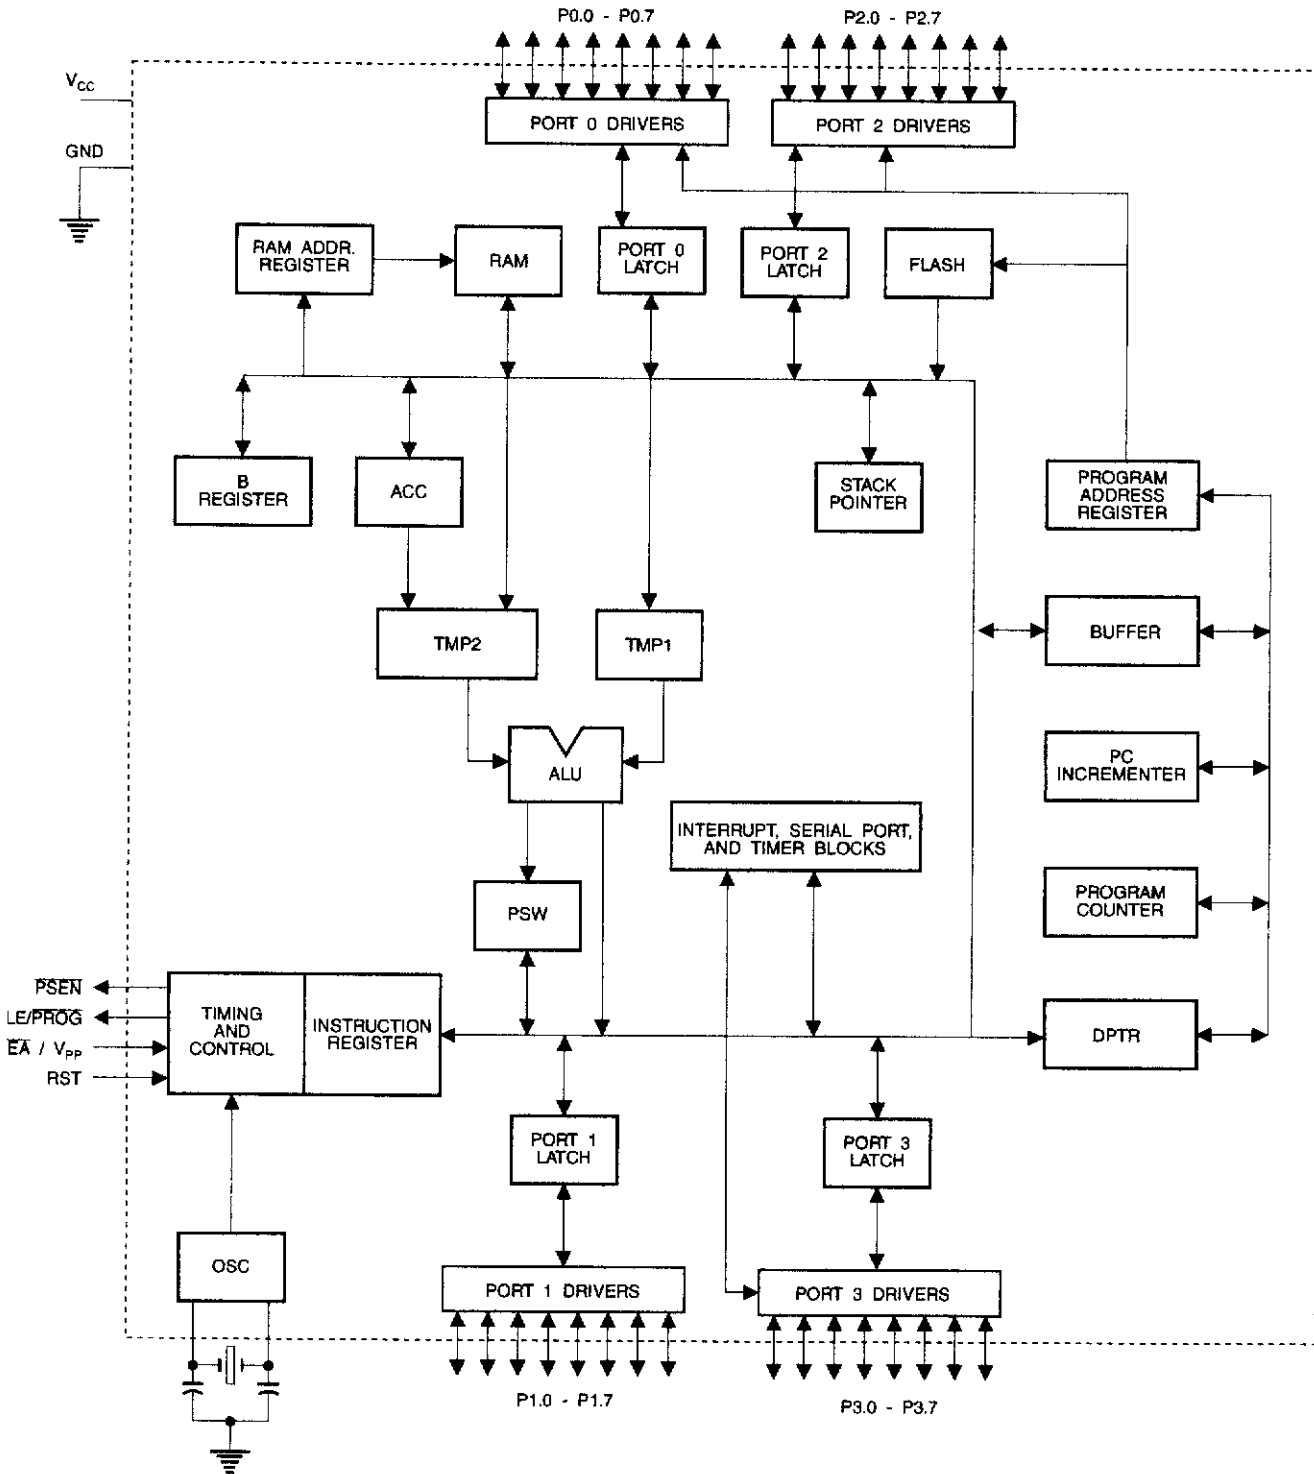 P0.0 - P0.7
P2.0 - P2.7
VCC
PORT 0 DRIVERS
PORT 2 DRIVERS
GND
RAM ADDR.
REGISTER
RAM
PORT 0
LATCH
PORT 2
LATCH
FLASH
B
REGISTER
ACC
STACK
POINTER
PROGRAM
ADDRESS
REGISTER
TMP2
TMP1
BUFFER
ALU
PC
INCREMENTER
INTERRUPT, SERIAL PORT,
AND TIMER BLOCKS
PSW
PROGRAM
COUNTER
PSEN
LE/PROG
EA / VPP
RST
TIMING
AND
CONTROL
INSTRUCTION
REGISTER
DPTR
PORT 1
LATCH
PORT 3
LATCH
OSC
PORT 1 DRIVERS
PORT 3 DRIVERS
P1.0 - P1.7
P3.0 - P3.7